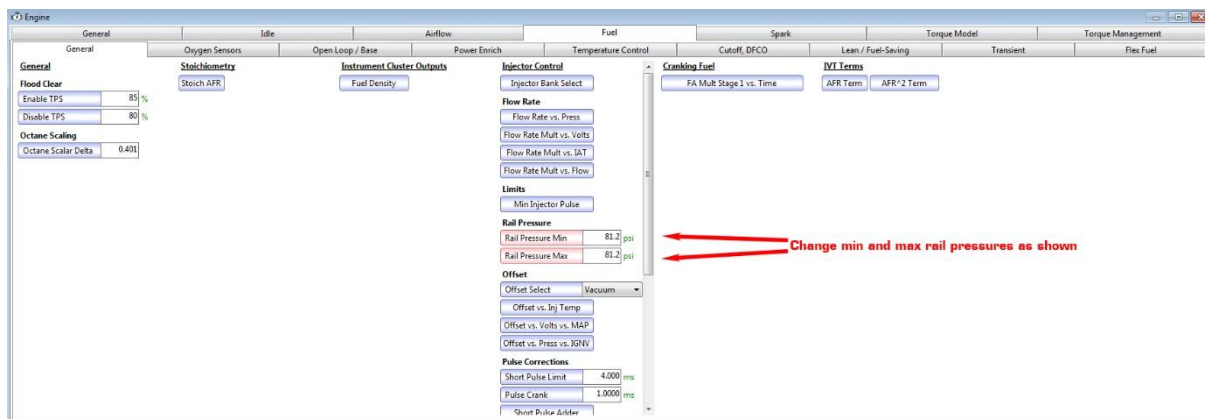 Engine
General Idle Airflow Fuel Spark Torque Model Torque Management
General Oxygen Sensors Open Loop / Base Power Enrich Temperature Control Cutoff, DFCO Lean / Fuel-Saving Transient Flex Fuel
General
Flood Clear
Enable TPS 85 %
Disable TPS 80 %
Octane Scaling
Octane Scalar Delta 0.401
Stoichiometry
Stoich AFR
Instrument Cluster Outputs
Fuel Density
Injector Control
Injector Bank Select
Flow Rate
Flow Rate vs. Press
Flow Rate Mult vs. Volts
Flow Rate Mult vs. IAT
Flow Rate Mult vs. Flow
Limits
Min Injector Pulse
Rail Pressure
Rail Pressure Min 81.2 psi
Rail Pressure Max 81.2 psi
Offset
Offset Select Vacuum
Offset vs. Inj Temp
Offset vs. Volts vs. MAP
Offset vs. Press vs. IGNV
Pulse Corrections
Short Pulse Limit 4.000 ms
Pulse Crank 1.0000 ms
Short Pulse Adder
Cranking Fuel
FA Mult Stage 1 vs. Time
IVT Terms
AFR Term AFR^2 Term
Change min and max rail pressures as shown